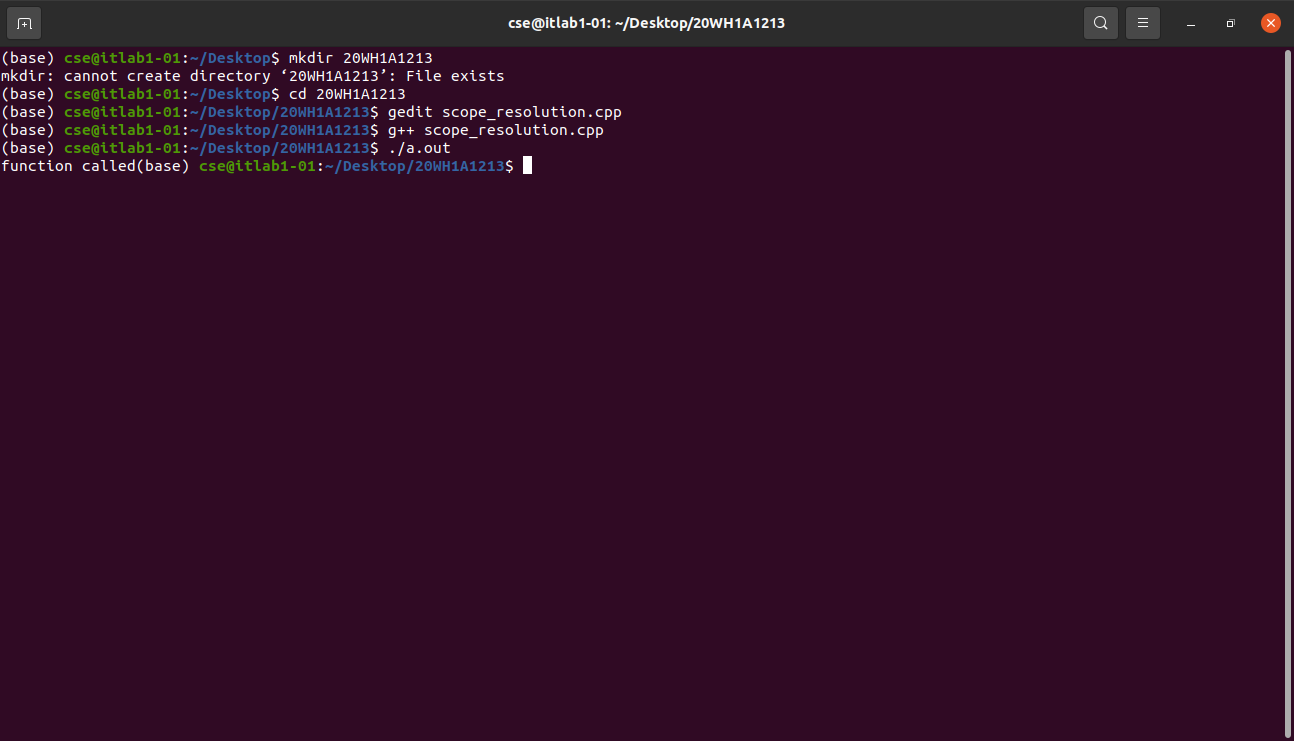 cse@itlab1-01: ~/Desktop/20WH1A1213
(base) cse@itlab1-01:~/Desktop$ mkdir 20WH1A1213
mkdir: cannot create directory ‘20WH1A1213’: File exists
(base) cse@itlab1-01:~/Desktop$ cd 20WH1A1213
(base) cse@itlab1-01:~/Desktop/20WH1A1213$ gedit scope_resolution.cpp
(base) cse@itlab1-01:~/Desktop/20WH1A1213$ g++ scope_resolution.cpp
(base) cse@itlab1-01:~/Desktop/20WH1A1213$ ./a.out
function called(base) cse@itlab1-01:~/Desktop/20WH1A1213$